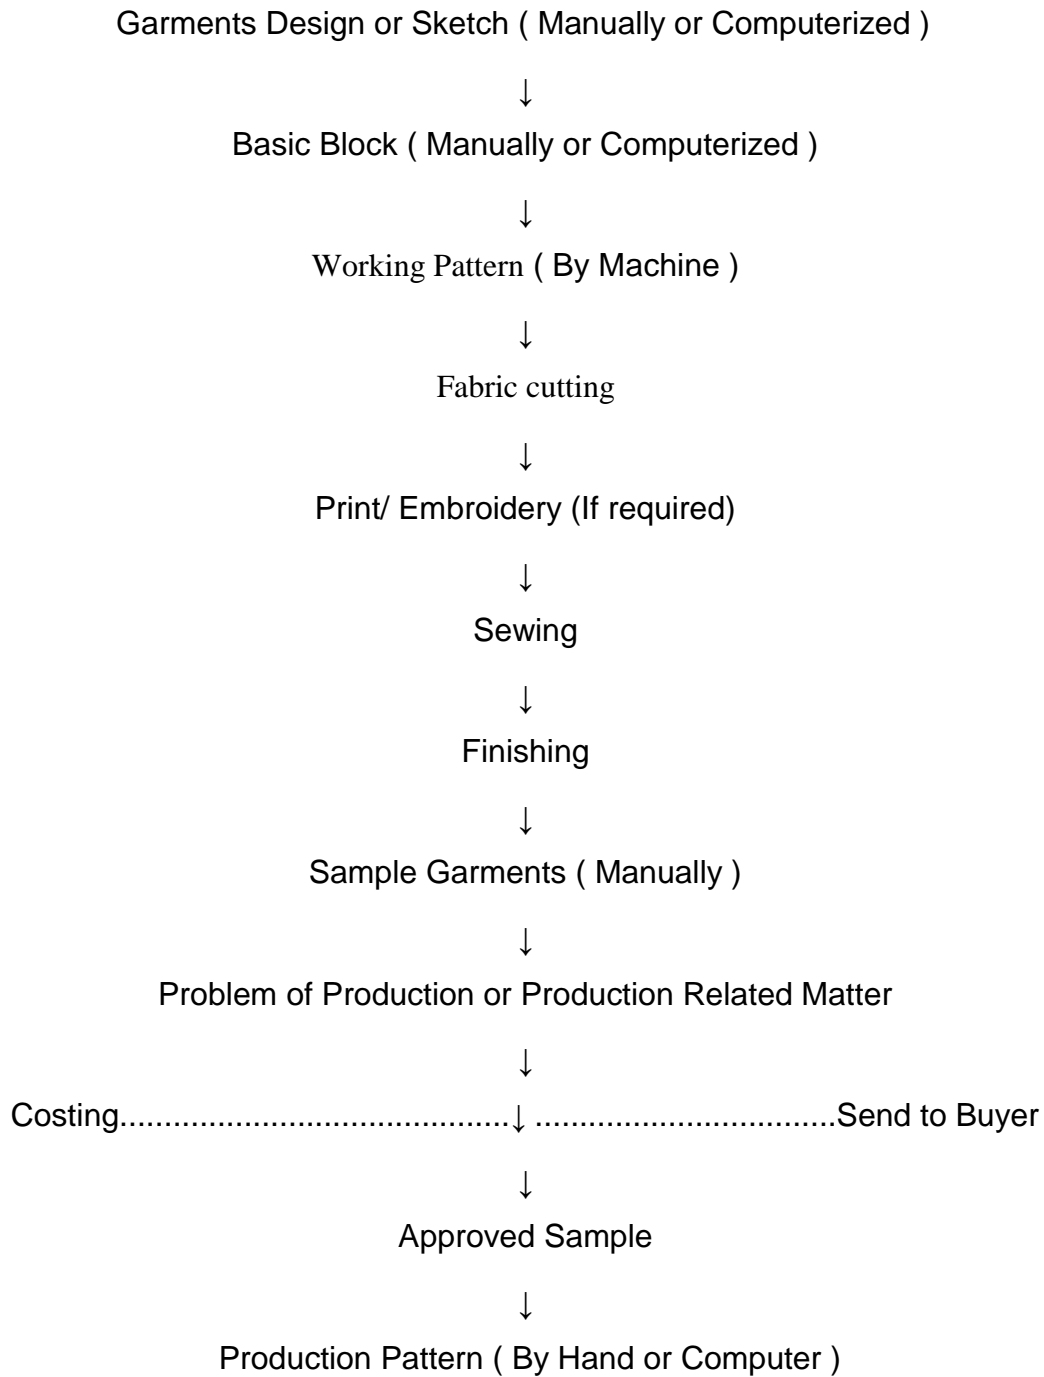 Garments Design or Sketch ( Manually or Computerized )
↓
Basic Block ( Manually or Computerized )
↓
Working Pattern ( By Machine )
↓
Fabric cutting
↓
Print/ Embroidery (If required)
↓
Sewing
↓
Finishing
↓
Sample Garments ( Manually )
↓
Problem of Production or Production Related Matter
↓
Costing............................................↓ ..................................Send to Buyer
↓
Approved Sample
↓
Production Pattern ( By Hand or Computer )